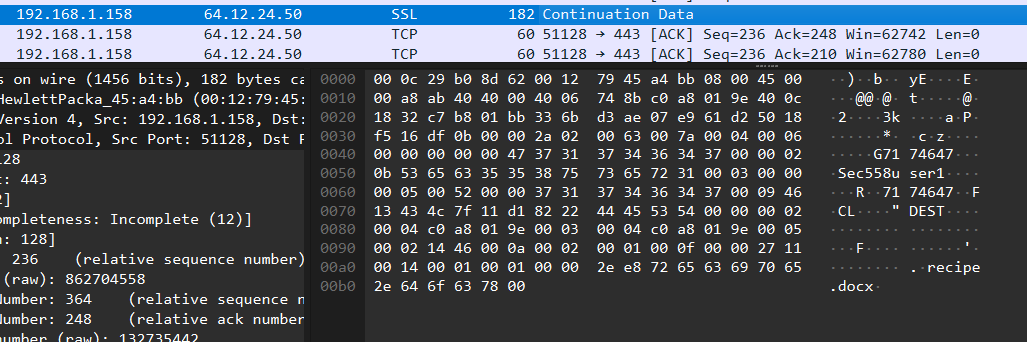 192.168.1.158 64.12.24.50 SSL 182 Continuation Data
192.168.1.158 64.12.24.50 TCP 60 51128 → 443 [ACK] Seq=236 Ack=248 Win=62742 Len=0
192.168.1.158 64.12.24.50 TCP 60 51128 → 443 [ACK] Seq=236 Ack=210 Win=62780 Len=0
s on wire (1456 bits), 182 bytes ca
HewlettPacka_45:a4:bb (00:12:79:45:
Version 4, Src: 192.168.1.158, Dst:
ol Protocol, Src Port: 51128, Dst P
128
t: 443
2]
ompleteness: Incomplete (12)]
n: 128]
236 (relative sequence number)
(raw): 862704558
Number: 364 (relative sequence n
Number: 248 (relative ack number
number (raw): 132735442
0000 00 0c 29 b0 8d 62 00 12 79 45 a4 bb 08 00 45 00 ··)··b·· yE····E·
0010 00 a8 ab 40 40 00 40 06 74 8b c0 a8 01 9e 40 0c ···@@·@· t·····@·
0020 18 32 c7 b8 01 bb 33 6b d3 ae 07 e9 61 d2 50 18 ·2····3k ····a·P·
0030 f5 16 df 0b 00 00 2a 02 00 63 00 7a 00 04 00 06 ······*· ·c·z····
0040 00 00 00 00 00 00 47 37 31 37 34 36 34 37 00 00 02 ······G7 174647···
0050 0b 53 65 63 35 35 38 75 73 65 72 31 00 03 00 00 ·Sec558u ser1····
0060 00 05 00 52 00 00 37 31 37 34 36 34 37 00 09 46 ···R··71 74647··F
0070 13 43 4c 7f 11 d1 82 22 44 45 53 54 00 00 00 02 ·CL····" DEST····
0080 00 04 c0 a8 01 9e 00 03 00 04 c0 a8 01 9e 00 05 ········ ········
0090 00 02 14 46 00 0a 00 02 00 01 00 0f 00 00 27 11 ···F···· ······'·
00a0 00 14 00 01 00 01 00 00 2e e8 72 65 63 69 70 65 ········ .·recipe
00b0 2e 64 6f 63 78 00 .docx·